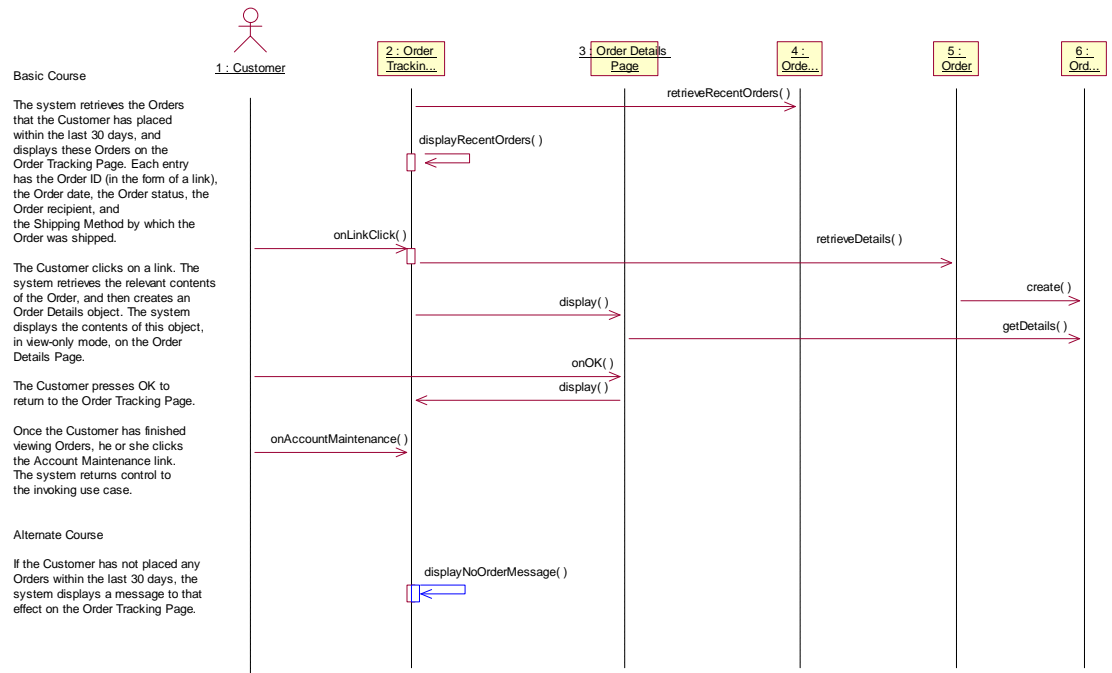 1 : Customer
2 : Order
Trackin...
3 : Order Details
Page
4 :
Orde...
5 :
Order
6 :
Ord...
Basic Course
The system retrieves the Orders
that the Customer has placed
within the last 30 days, and
displays these Orders on the
Order Tracking Page. Each entry
has the Order ID (in the form of a link),
the Order date, the Order status, the
Order recipient, and
the Shipping Method by which the
Order was shipped.
The Customer clicks on a link. The
system retrieves the relevant contents
of the Order, and then creates an
Order Details object. The system
displays the contents of this object,
in view-only mode, on the Order
Details Page.
The Customer presses OK to
return to the Order Tracking Page.
Once the Customer has finished
viewing Orders, he or she clicks
the Account Maintenance link.
The system returns control to
the invoking use case.
Alternate Course
If the Customer has not placed any
Orders within the last 30 days, the
system displays a message to that
effect on the Order Tracking Page.
retrieveRecentOrders( )
displayRecentOrders( )
onLinkClick( )
retrieveDetails( )
create( )
display( )
getDetails( )
onOK( )
display( )
onAccountMaintenance( )
displayNoOrderMessage( )